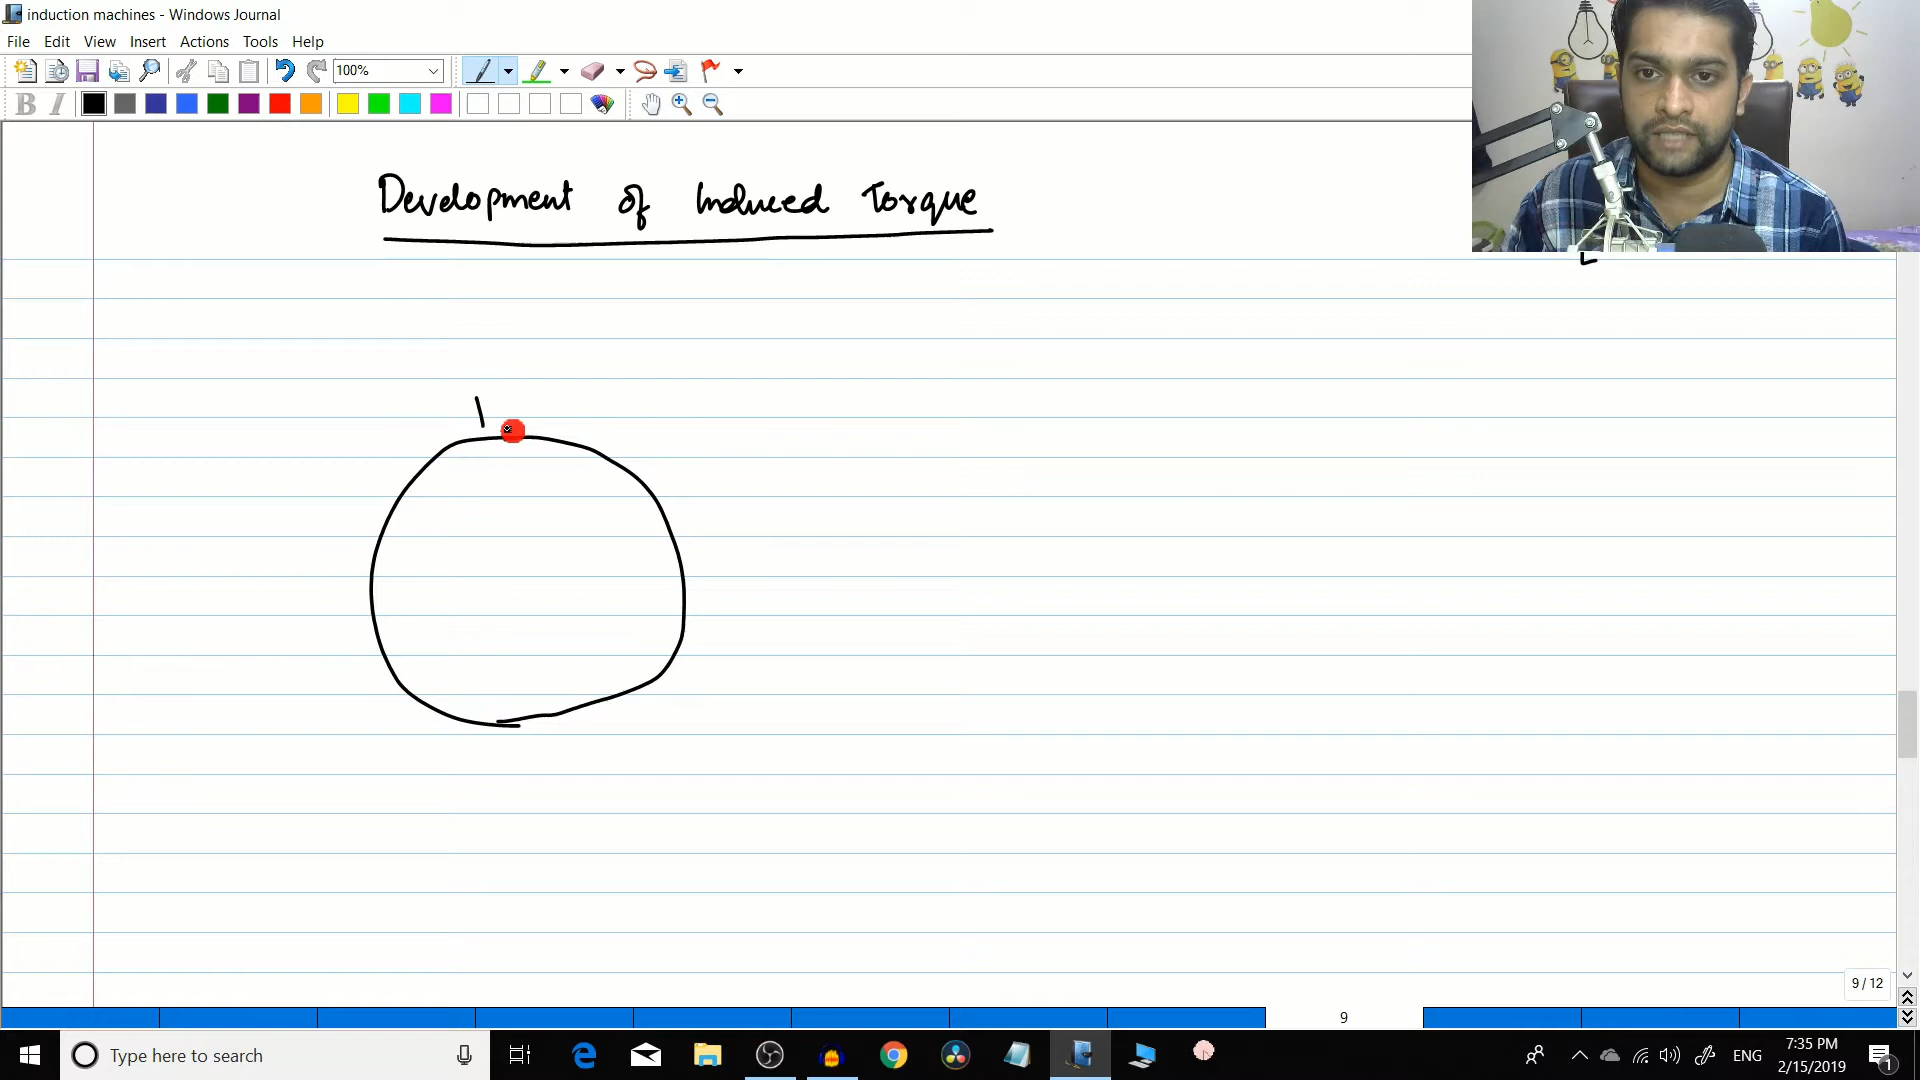 induction machines - Windows Journal
File Edit View Insert Actions Tools Help
100%
B I
Development of Induced Torque
9 / 12
9
Type here to search
ENG
7:35 PM
2/15/2019
1